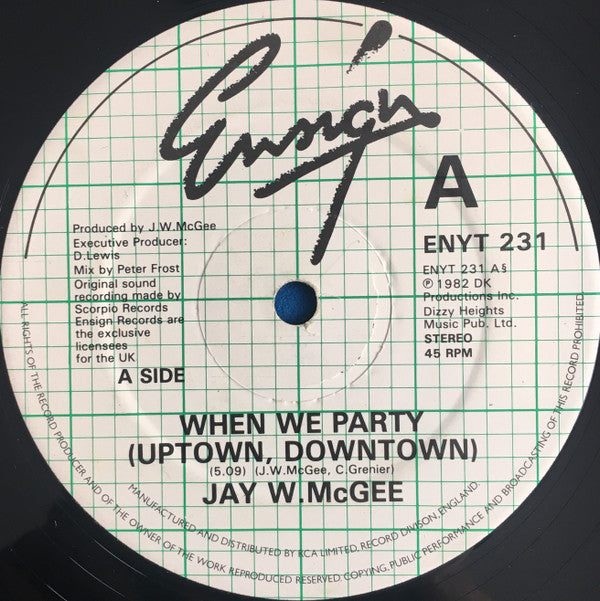 Ensign
A
ENYT 231
Produced by J.W.McGee
Executive Producer:
D.Lewis
Mix by Peter Frost
Original sound
recording made by
Scorpio Records
Ensign Records are
the exclusive
licensees
for the UK
A SIDE
ENYT 231 A§
℗ 1982 DK
Productions Inc.
Dizzy Heights
Music Pub. Ltd.
STEREO
45 RPM
WHEN WE PARTY
(UPTOWN, DOWNTOWN)
(5.09) (J.W.McGee, C.Grenier)
JAY W.McGEE
MANUFACTURED AND DISTRIBUTED BY RCA LIMITED, RECORD DIVISON, ENGLAND.
ALL RIGHTS OF THE RECORD PRODUCER AND OF THE OWNER OF THE WORK REPRODUCED RESERVED. COPYING, PUBLIC PERFORMANCE AND BROADCASTING OF THIS RECORD PROHIBITED.